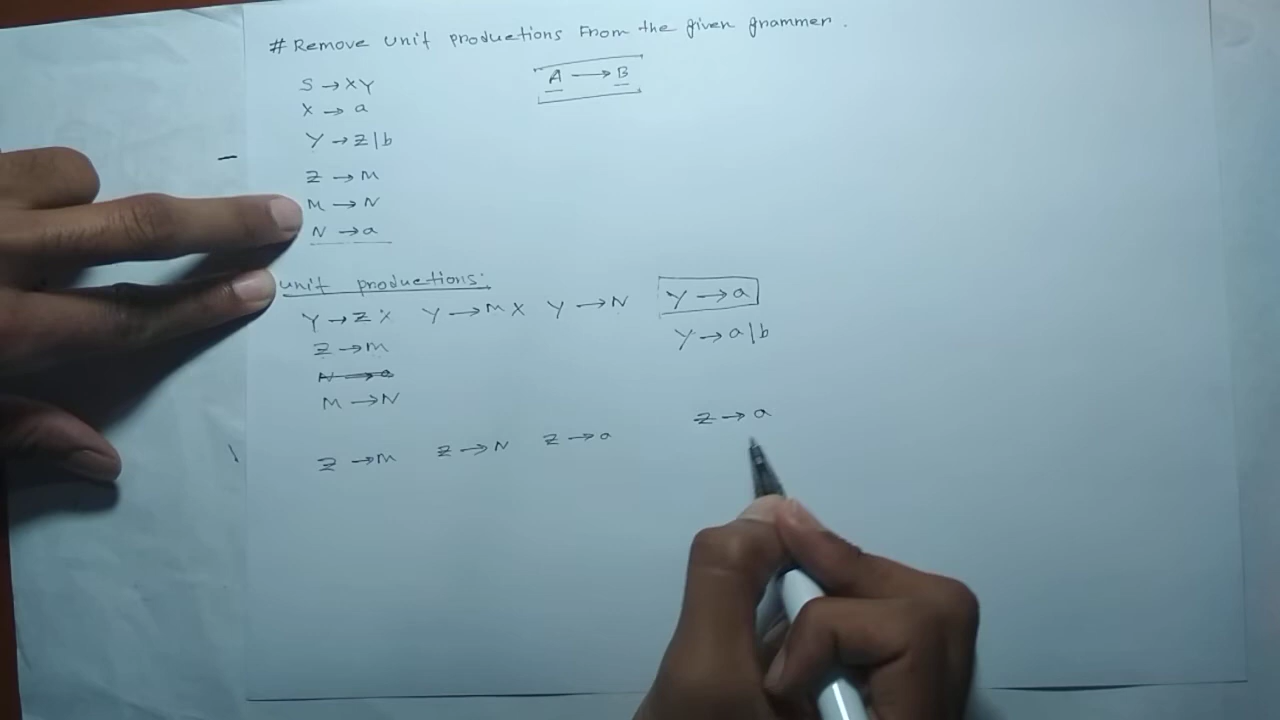 # Remove unit productions From the given grammer.
S → XY
A → B
X → a
Y → Z|b
Z → M
M → N
N → a
unit productions:
Y → Z X Y → M X Y → N
Y → a
Z → M
Y → a|b
N → a
M → N
Z → a
Z → M Z → N Z → a